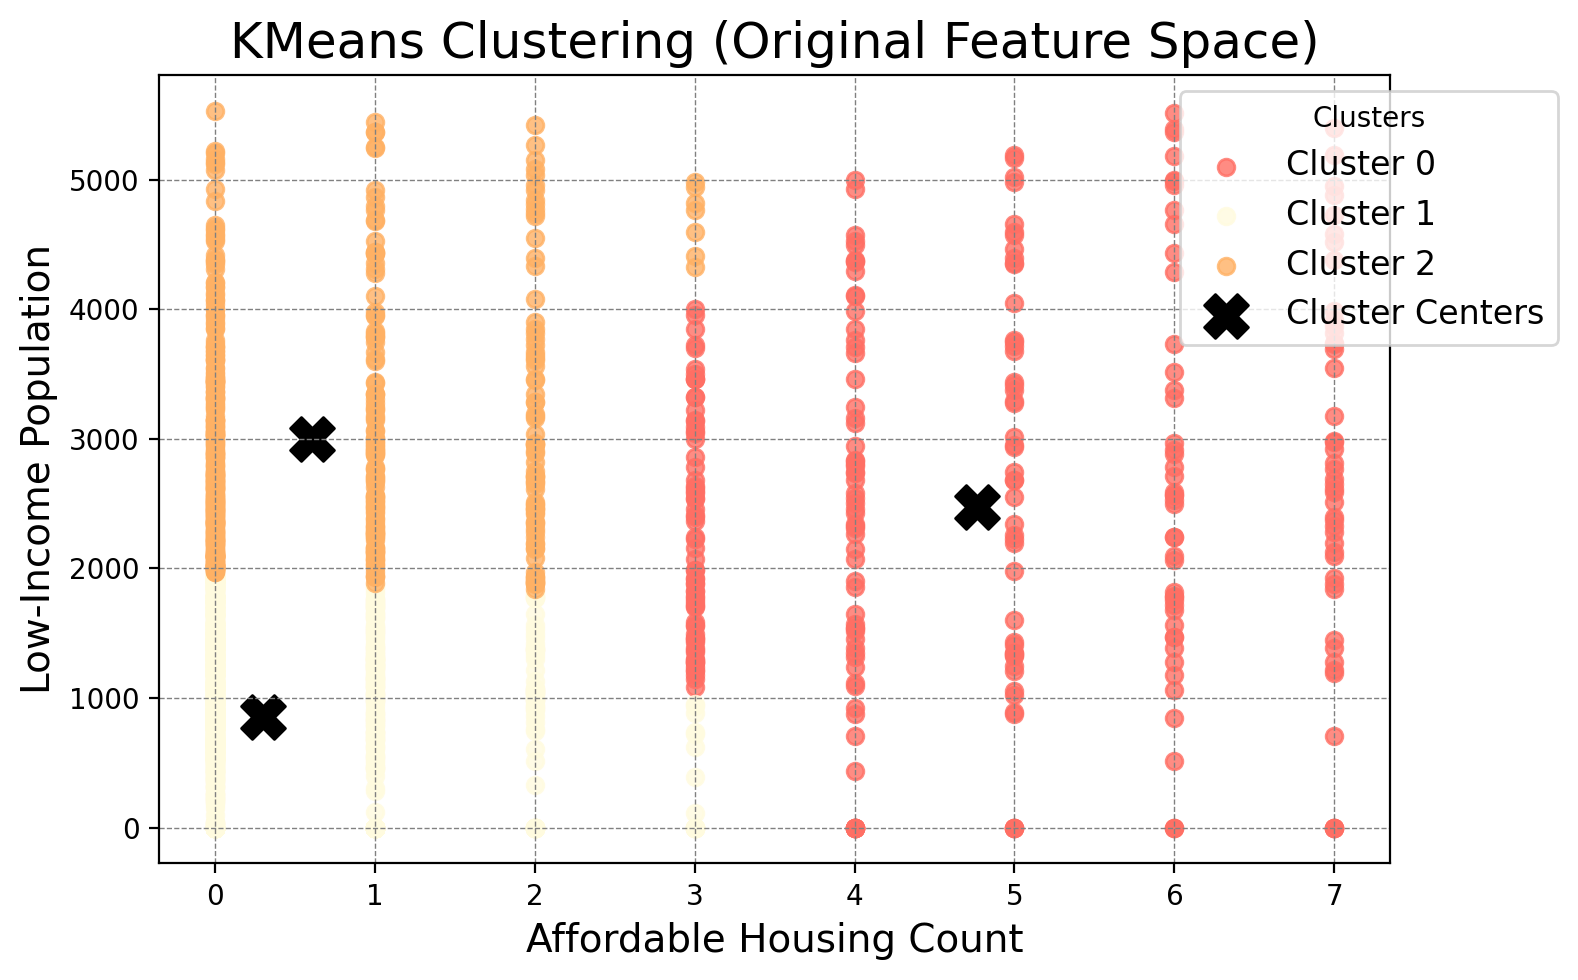 KMeans Clustering (Original Feature Space)
Clusters
Cluster 0
Cluster 1
Cluster 2
Cluster Centers
Low-Income Population
5000
4000
3000
2000
1000
0
0 1 2 3 4 5 6 7
Affordable Housing Count